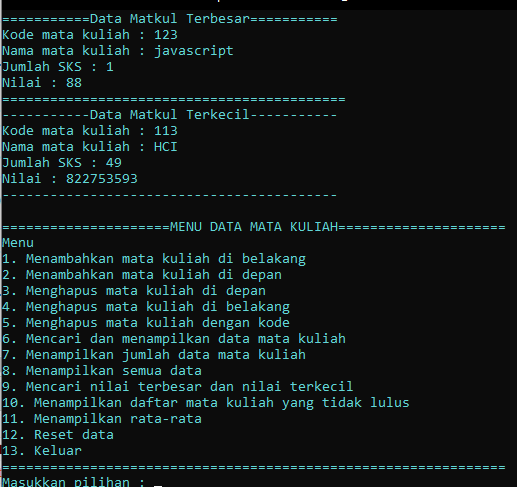 ===========Data Matkul Terbesar===========
Kode mata kuliah : 123
Nama mata kuliah : javascript
Jumlah SKS : 1
Nilai : 88
===========================================
-----------Data Matkul Terkecil-----------
Kode mata kuliah : 113
Nama mata kuliah : HCI
Jumlah SKS : 49
Nilai : 822753593
------------------------------------------
=====================MENU DATA MATA KULIAH=====================
Menu
1. Menambahkan mata kuliah di belakang
2. Menambahkan mata kuliah di depan
3. Menghapus mata kuliah di depan
4. Menghapus mata kuliah di belakang
5. Menghapus mata kuliah dengan kode
6. Mencari dan menampilkan data mata kuliah
7. Menampilkan jumlah data mata kuliah
8. Menampilkan semua data
9. Mencari nilai terbesar dan nilai terkecil
10. Menampilkan daftar mata kuliah yang tidak lulus
11. Menampilkan rata-rata
12. Reset data
13. Keluar
===============================================================
Masukkan pilihan : _